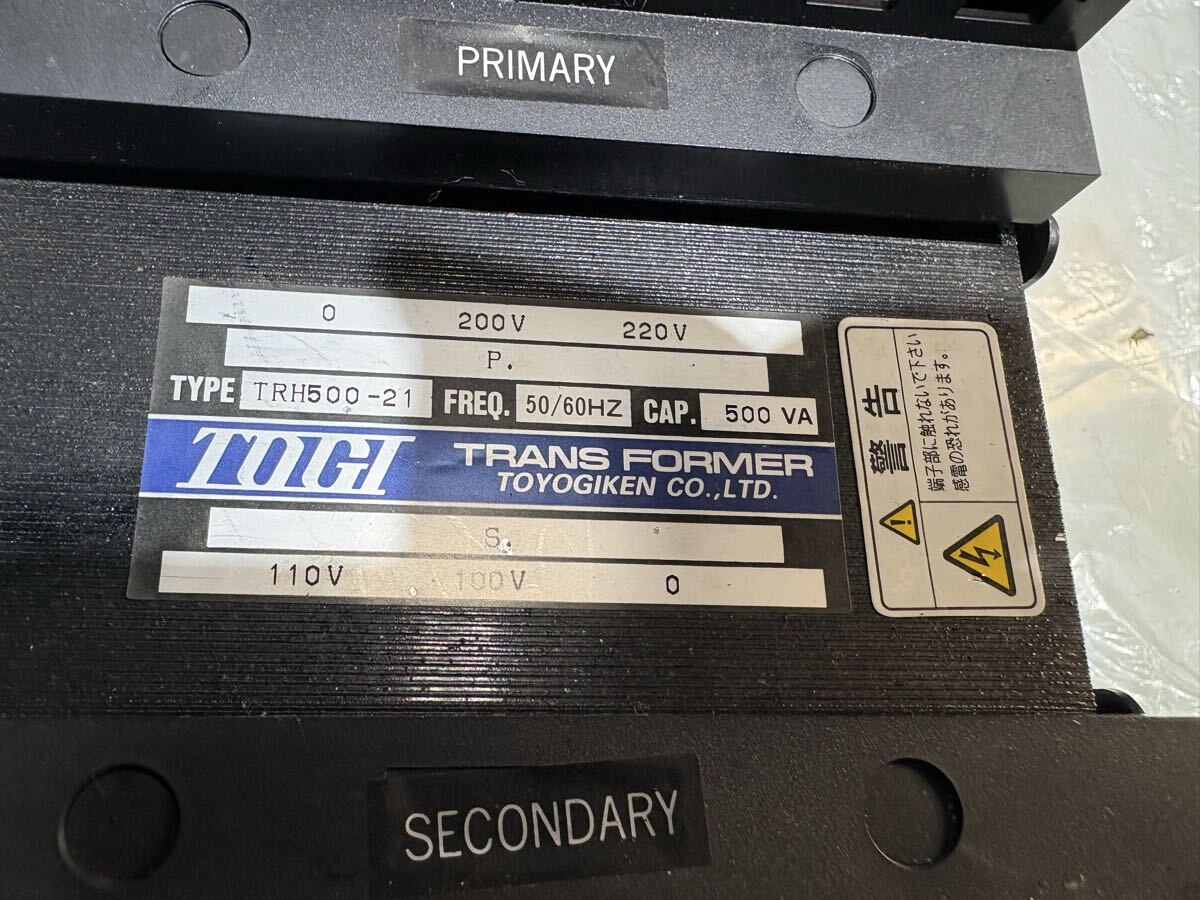 PRIMARY
0 200V 220V
P.
TYPE TRH500-21 FREQ. 50/60HZ CAP. 500 VA
TOGI TRANS FORMER
TOYOGIKEN CO.,LTD.
S.
110V 100V 0
警告
端子部に触れないで下さい
感電の恐れがあります。
SECONDARY